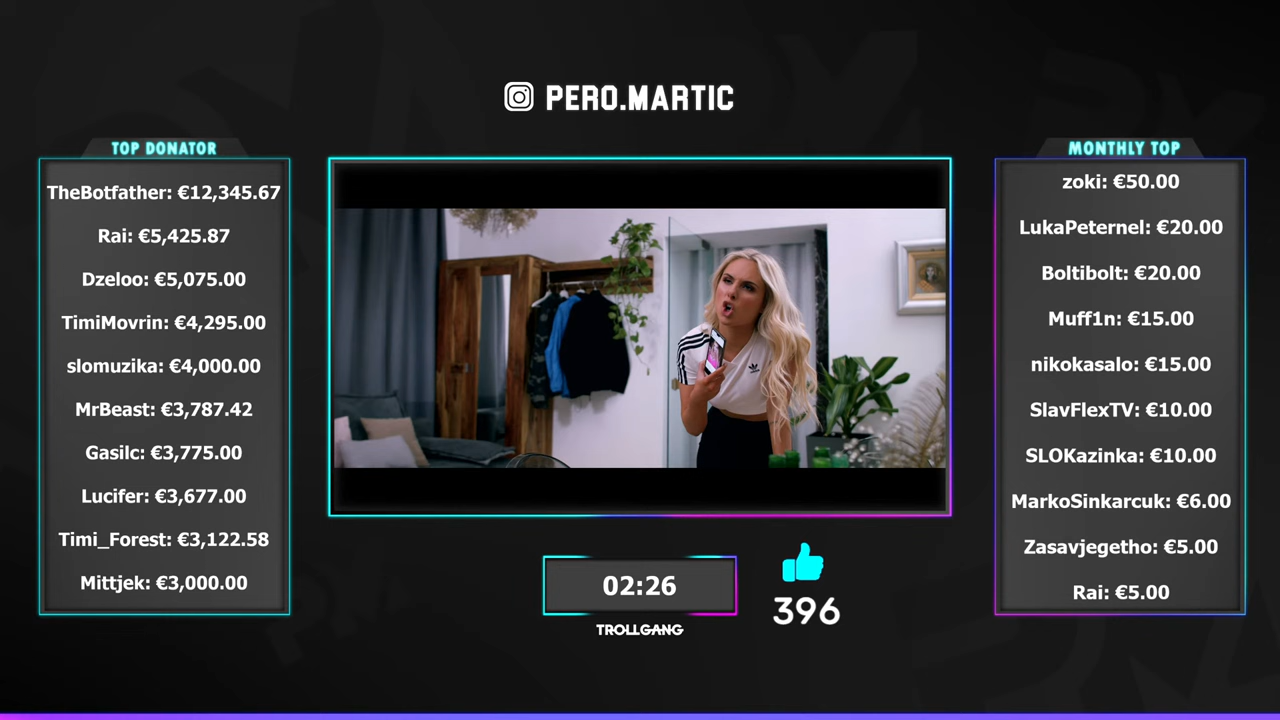 PERO.MARTIC
TOP DONATOR
TheBotfather: €12,345.67
Rai: €5,425.87
Dzeloo: €5,075.00
TimiMovrin: €4,295.00
slomuzika: €4,000.00
MrBeast: €3,787.42
Gasilc: €3,775.00
Lucifer: €3,677.00
Timi_Forest: €3,122.58
Mittjek: €3,000.00
MONTHLY TOP
zoki: €50.00
LukaPeternel: €20.00
Boltibolt: €20.00
Muff1n: €15.00
nikokasalo: €15.00
SlavFlexTV: €10.00
SLOKazinka: €10.00
MarkoSinkarcuk: €6.00
Zasavjegetho: €5.00
Rai: €5.00
02:26
TROLLGANG
396